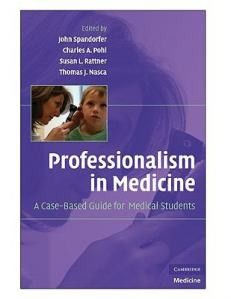 Edited by
John Spandorfer
Charles A. Pohl
Susan L. Rattner
Thomas J. Nasca
Professionalism
in Medicine
A Case-Based Guide for Medical Students
CAMBRIDGE
Medicine